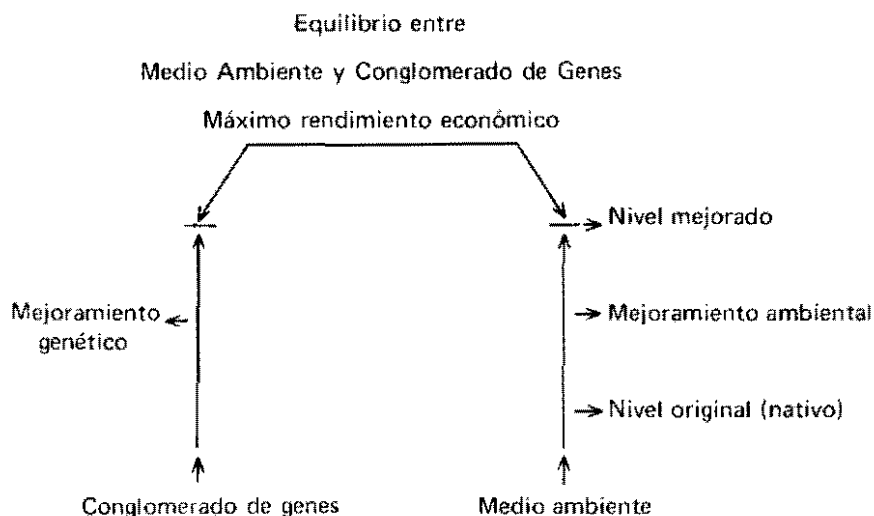 Equilibrio entre
Medio Ambiente y Conglomerado de Genes
Máximo rendimiento económico
Nivel mejorado
Mejoramiento
genético
Mejoramiento ambiental
Nivel original (nativo)
Conglomerado de genes
Medio ambiente